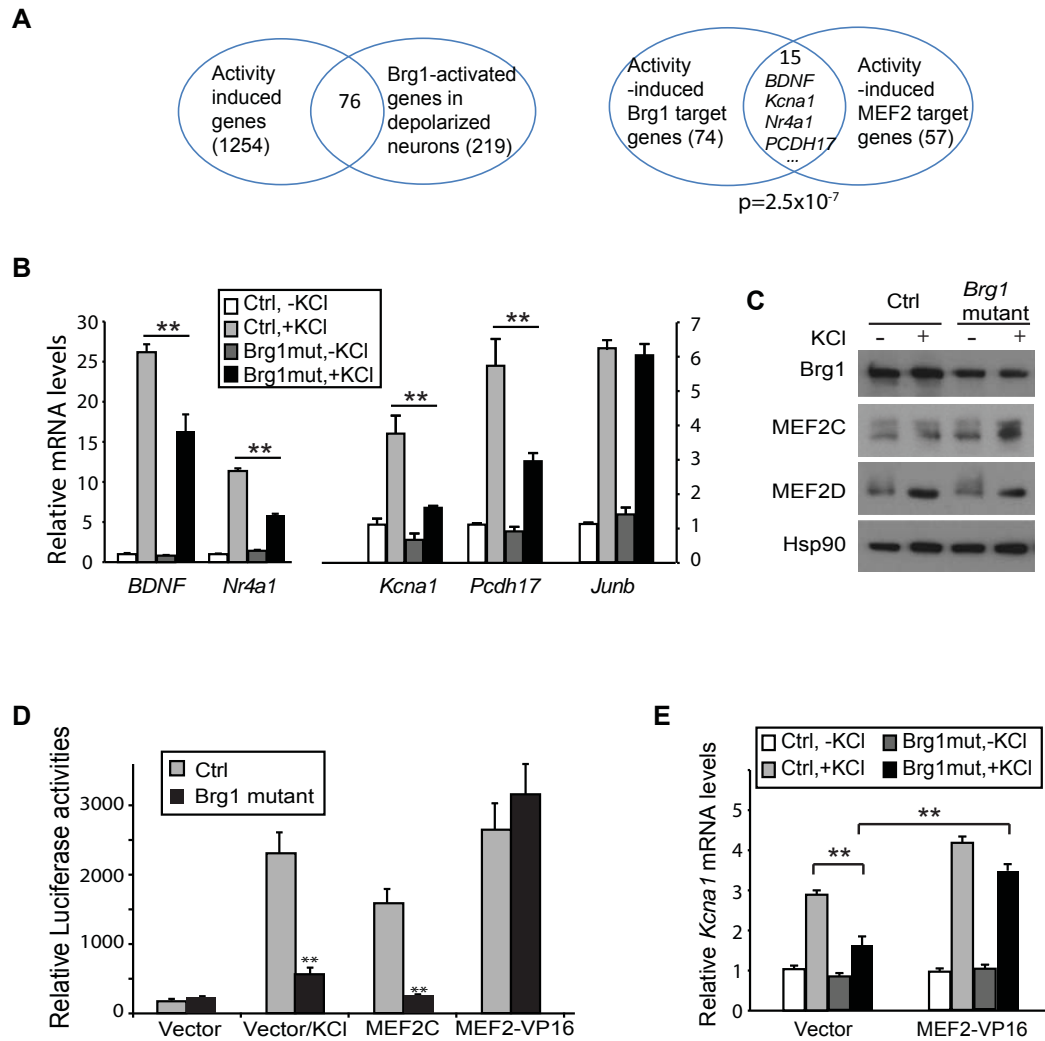 A
Activity
induced
genes
(1254)
76
Brg1-activated
genes in
depolarized
neurons (219)
Activity
-induced
Brg1 target
genes (74)
15
BDNF
Kcna1
Nr4a1
PCDH17
...
Activity
-induced
MEF2 target
genes (57)
p=2.5x10-7
B
Ctrl, -KCl
Ctrl,+KCl
Brg1mut,-KCl
Brg1mut,+KCl
Relative mRNA levels
30
25
20
15
10
5
0
** ** ** **
7
6
5
4
3
2
1
0
BDNF Nr4a1 Kcna1 Pcdh17 Junb
C
Ctrl Brg1 mutant
KCl - + - +
Brg1
MEF2C
MEF2D
Hsp90
D
Relative Luciferase activities
Ctrl
Brg1 mutant
3000
2000
1000
0
** **
Vector Vector/KCl MEF2C MEF2-VP16
E
Ctrl, -KCl Brg1mut,-KCl
Ctrl,+KCl Brg1mut,+KCl
Relative Kcna1 mRNA levels
5
4
3
2
1
0
** **
Vector MEF2-VP16